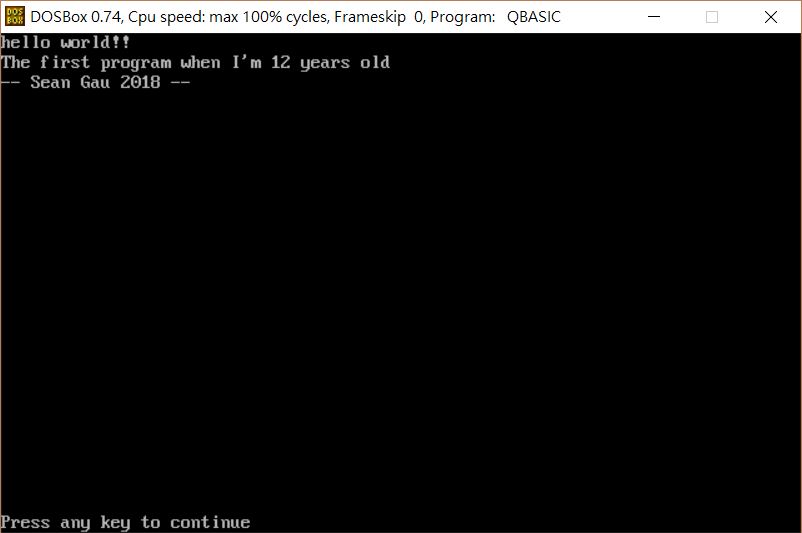 DOS BOX
DOSBox 0.74, Cpu speed: max 100% cycles, Frameskip  0, Program:   QBASIC
hello world!!
The first program when I'm 12 years old
-- Sean Gau 2018 --
Press any key to continue